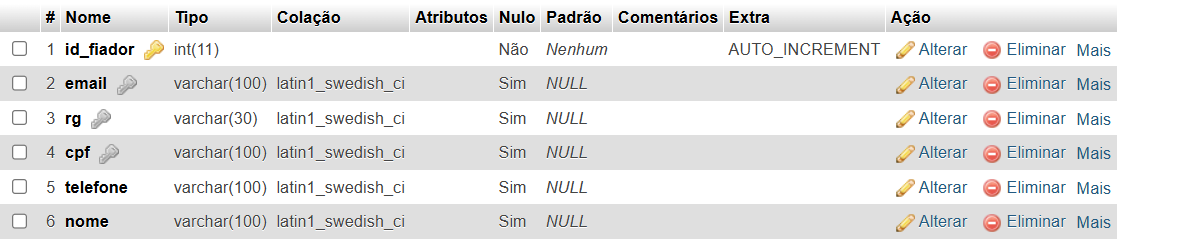 # Nome Tipo Colação Atributos Nulo Padrão Comentários Extra Ação
1 id_fiador int(11) Não Nenhum AUTO_INCREMENT Alterar Eliminar Mais
2 email varchar(100) latin1_swedish_ci Sim NULL Alterar Eliminar Mais
3 rg varchar(30) latin1_swedish_ci Sim NULL Alterar Eliminar Mais
4 cpf varchar(100) latin1_swedish_ci Sim NULL Alterar Eliminar Mais
5 telefone varchar(100) latin1_swedish_ci Sim NULL Alterar Eliminar Mais
6 nome varchar(100) latin1_swedish_ci Sim NULL Alterar Eliminar Mais